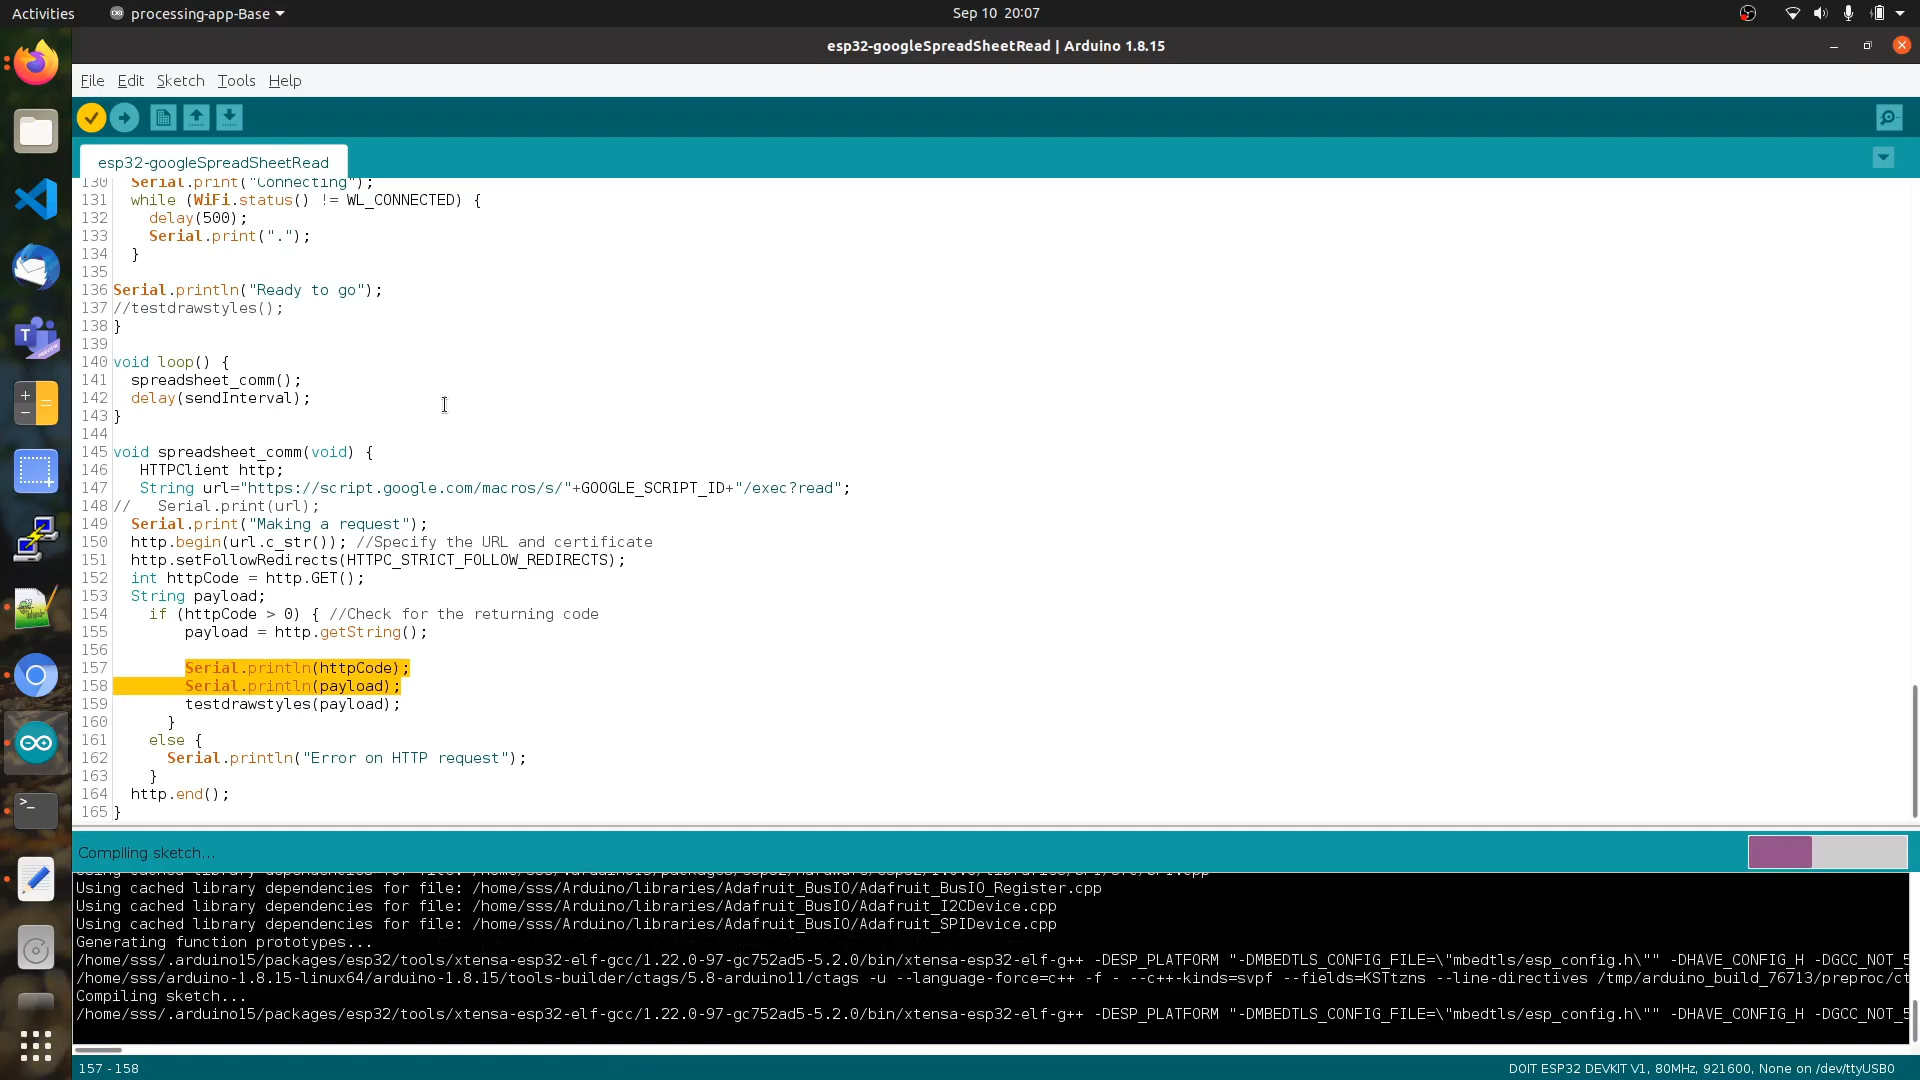 Activities
processing-app-Base
Sep 10 20:07
esp32-googleSpreadSheetRead | Arduino 1.8.15
File Edit Sketch Tools Help
esp32-googleSpreadSheetRead
130 Serial.print("Connecting");
131 while (WiFi.status() != WL_CONNECTED) {
132 delay(500);
133 Serial.print(".");
134 }
135
136 Serial.println("Ready to go");
137 //testdrawstyles();
138 }
139
140 void loop() {
141 spreadsheet_comm();
142 delay(sendInterval);
143 }
144
145 void spreadsheet_comm(void) {
146 HTTPClient http;
147 String url="https://script.google.com/macros/s/"+GOOGLE_SCRIPT_ID+"/exec?read";
148 // Serial.print(url);
149 Serial.print("Making a request");
150 http.begin(url.c_str()); //Specify the URL and certificate
151 http.setFollowRedirects(HTTPC_STRICT_FOLLOW_REDIRECTS);
152 int httpCode = http.GET();
153 String payload;
154 if (httpCode > 0) { //Check for the returning code
155 payload = http.getString();
156
157 Serial.println(httpCode);
158 Serial.println(payload);
159 testdrawstyles(payload);
160 }
161 else {
162 Serial.println("Error on HTTP request");
163 }
164 http.end();
165 }
Compiling sketch...
Using cached library dependencies for file: /home/sss/Arduino/libraries/Adafruit_BusIO/Adafruit_BusIO_Register.cpp
Using cached library dependencies for file: /home/sss/Arduino/libraries/Adafruit_BusIO/Adafruit_I2CDevice.cpp
Using cached library dependencies for file: /home/sss/Arduino/libraries/Adafruit_BusIO/Adafruit_SPIDevice.cpp
Generating function prototypes...
/home/sss/.arduino15/packages/esp32/tools/xtensa-esp32-elf-gcc/1.22.0-97-gc752ad5-5.2.0/bin/xtensa-esp32-elf-g++ -DESP_PLATFORM "-DMBEDTLS_CONFIG_FILE=\"mbedtls/esp_config.h\"" -DHAVE_CONFIG_H -DGCC_NOT_5
/home/sss/arduino-1.8.15-linux64/arduino-1.8.15/tools-builder/ctags/5.8-arduino11/ctags -u --language-force=c++ -f - --c++-kinds=svpf --fields=KSTtzns --line-directives /tmp/arduino_build_76713/preproc/ct
Compiling sketch...
/home/sss/.arduino15/packages/esp32/tools/xtensa-esp32-elf-gcc/1.22.0-97-gc752ad5-5.2.0/bin/xtensa-esp32-elf-g++ -DESP_PLATFORM "-DMBEDTLS_CONFIG_FILE=\"mbedtls/esp_config.h\"" -DHAVE_CONFIG_H -DGCC_NOT_5
157 - 158
DOIT ESP32 DEVKIT V1, 80MHz, 921600, None on /dev/ttyUSB0